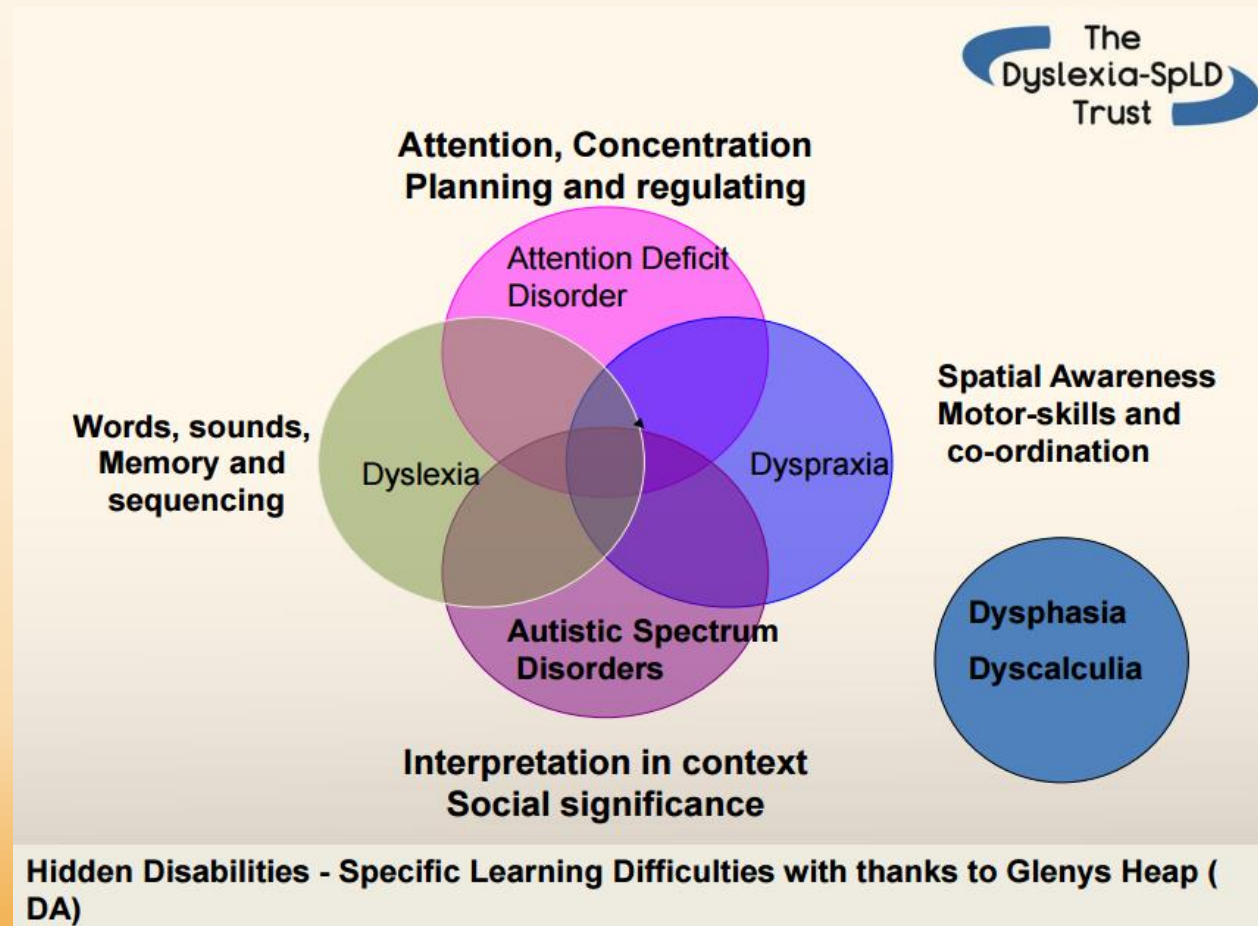 The
Dyslexia-SpLD
Trust
Attention, Concentration
Planning and regulating
Attention Deficit
Disorder
Words, sounds,
Memory and
sequencing
Dyslexia
Dyspraxia
Spatial Awareness
Motor-skills and
co-ordination
Autistic Spectrum
Disorders
Dysphasia
Dyscalculia
Interpretation in context
Social significance
Hidden Disabilities - Specific Learning Difficulties with thanks to Glenys Heap (
DA)